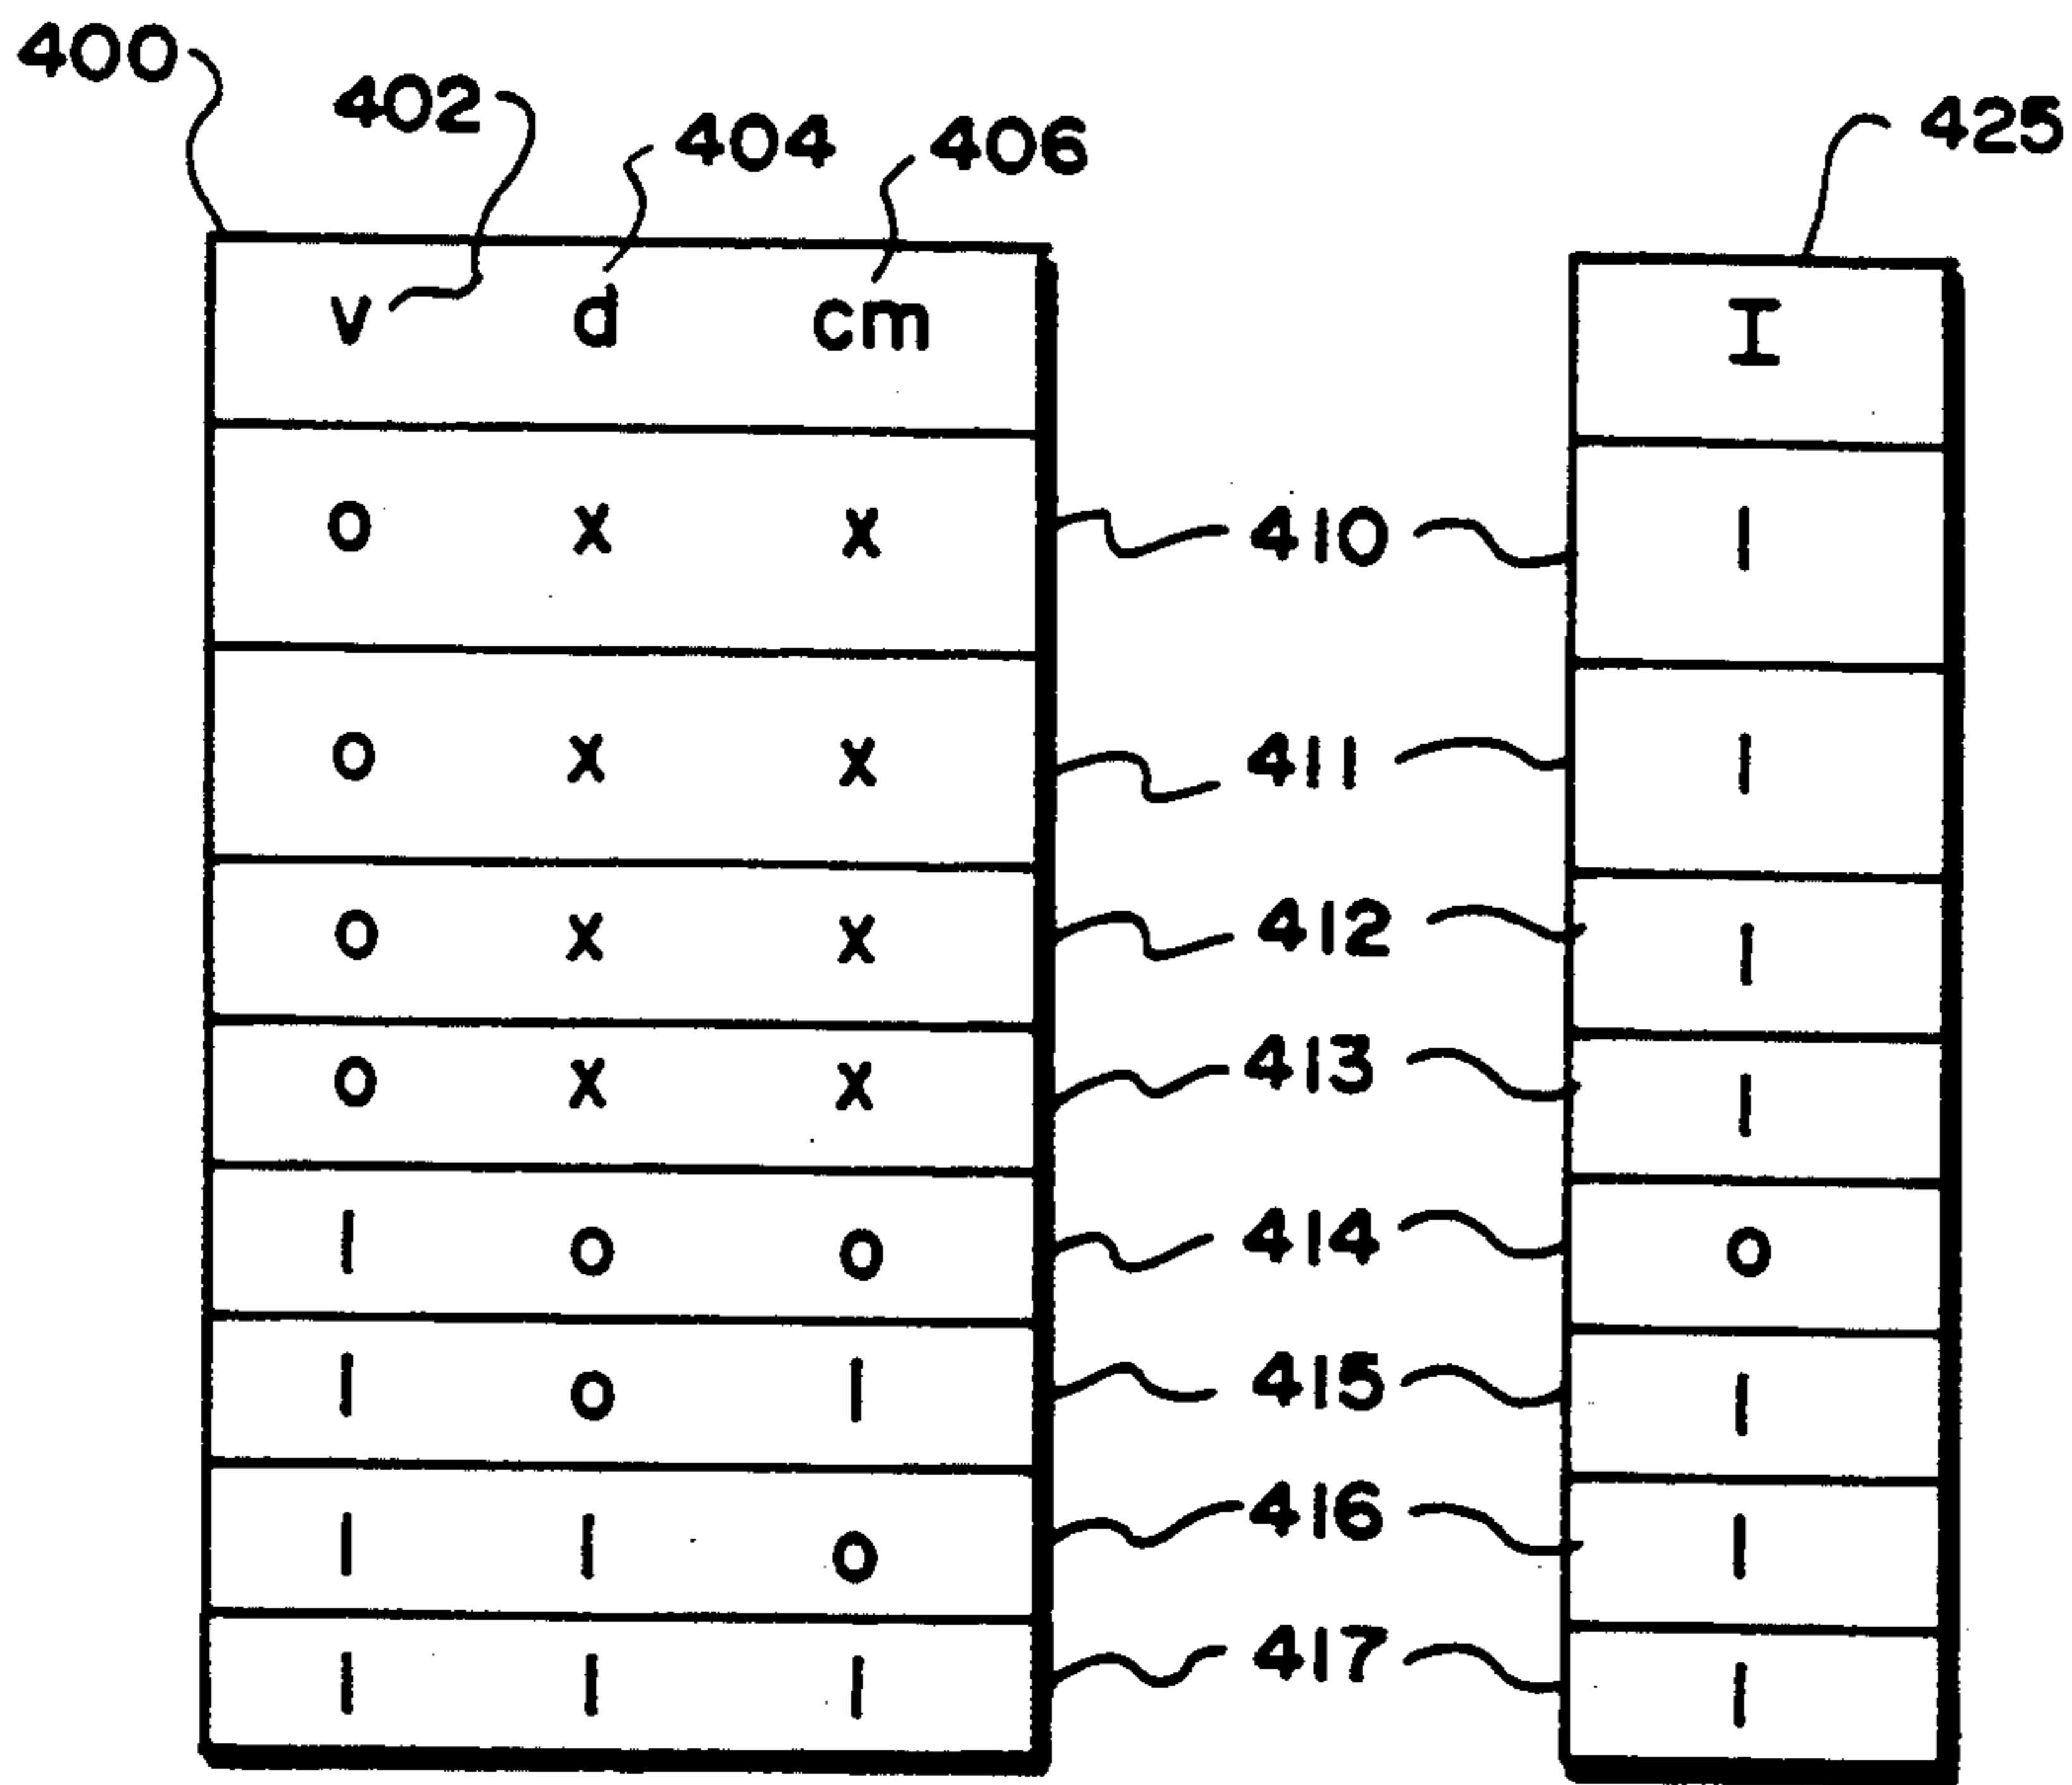 400
402
404
406
425
v d cm I
0 x x 410 1
0 x x 411 1
0 x x 412 1
0 x x 413 1
1 0 0 414 0
1 0 1 415 1
1 1 0 416 1
1 1 1 417 1